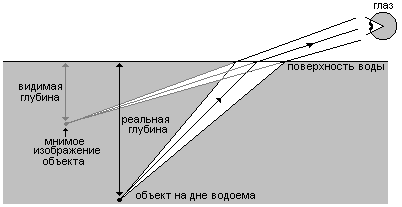 глаз
поверхность воды
видимая
глубина
реальная
глубина
мнимое
изображение
объекта
объект на дне водоема